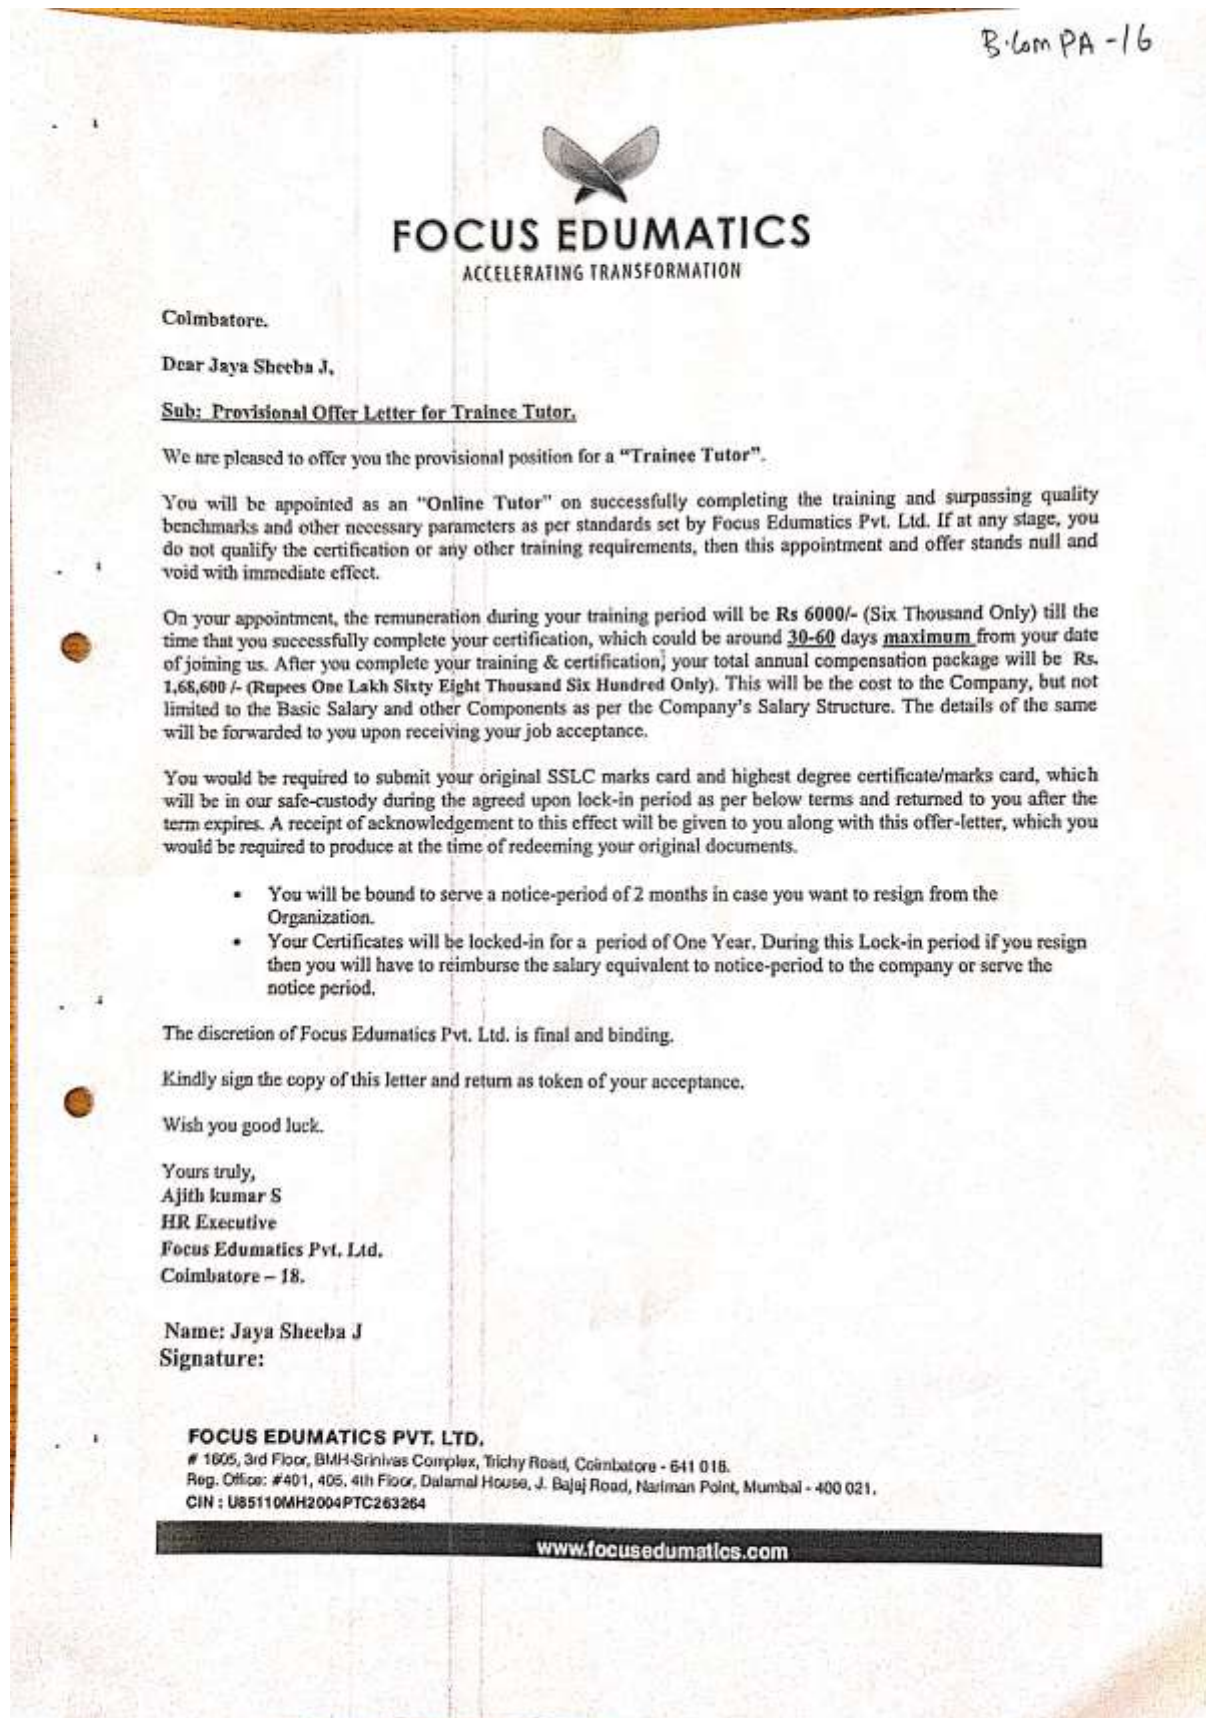 B.Com PA - 16
FOCUS EDUMATICS
ACCELERATING TRANSFORMATION
Coimbatore.
Dear Jaya Sheeba J,
Sub: Provisional Offer Letter for Trainee Tutor.
We are pleased to offer you the provisional position for a “Trainee Tutor”.
You will be appointed as an “Online Tutor” on successfully completing the training and surpassing quality
benchmarks and other necessary parameters as per standards set by Focus Edumatics Pvt. Ltd. If at any stage, you
do not qualify the certification or any other training requirements, then this appointment and offer stands null and
void with immediate effect.
On your appointment, the remuneration during your training period will be Rs 6000/- (Six Thousand Only) till the
time that you successfully complete your certification, which could be around 30-60 days maximum from your date
of joining us. After you complete your training & certification, your total annual compensation package will be Rs.
1,68,600 /- (Rupees One Lakh Sixty Eight Thousand Six Hundred Only). This will be the cost to the Company, but not
limited to the Basic Salary and other Components as per the Company’s Salary Structure. The details of the same
will be forwarded to you upon receiving your job acceptance.
You would be required to submit your original SSLC marks card and highest degree certificate/marks card, which
will be in our safe-custody during the agreed upon lock-in period as per below terms and returned to you after the
term expires. A receipt of acknowledgement to this effect will be given to you along with this offer-letter, which you
would be required to produce at the time of redeeming your original documents.
• You will be bound to serve a notice-period of 2 months in case you want to resign from the
Organization.
• Your Certificates will be locked-in for a period of One Year. During this Lock-in period if you resign
then you will have to reimburse the salary equivalent to notice-period to the company or serve the
notice period.
The discretion of Focus Edumatics Pvt. Ltd. is final and binding.
Kindly sign the copy of this letter and return as token of your acceptance.
Wish you good luck.
Yours truly,
Ajith kumar S
HR Executive
Focus Edumatics Pvt. Ltd.
Coimbatore – 18.
Name: Jaya Sheeba J
Signature:
FOCUS EDUMATICS PVT. LTD.
# 1605, 3rd Floor, BMH-Srinivas Complex, Trichy Road, Coimbatore - 641 018.
Reg. Office: #401, 405, 4th Floor, Dalamal House, J. Bajaj Road, Nariman Point, Mumbai - 400 021.
CIN : U85110MH2004PTC263264
www.focusedumatics.com